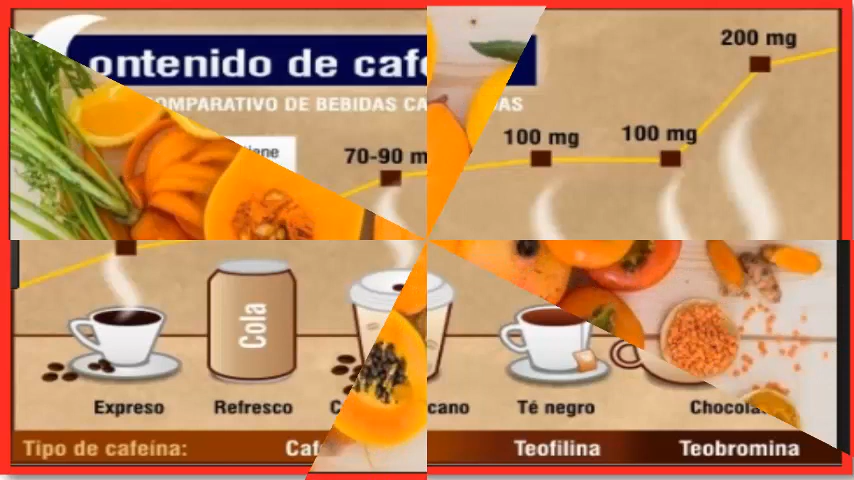 ontenido de caf
OMPARATIVO DE BEBIDAS CA AS
200 mg
100 mg
100 mg
70-90 m
Cola
Expreso Refresco C cano Té negro Chocola
Tipo de cafeína: Caf Teofilina Teobromina